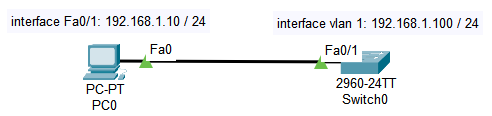 interface Fa0/1: 192.168.1.10 / 24
interface vlan 1: 192.168.1.100 / 24
Fa0
Fa0/1
PC-PT
PC0
2960-24TT
Switch0